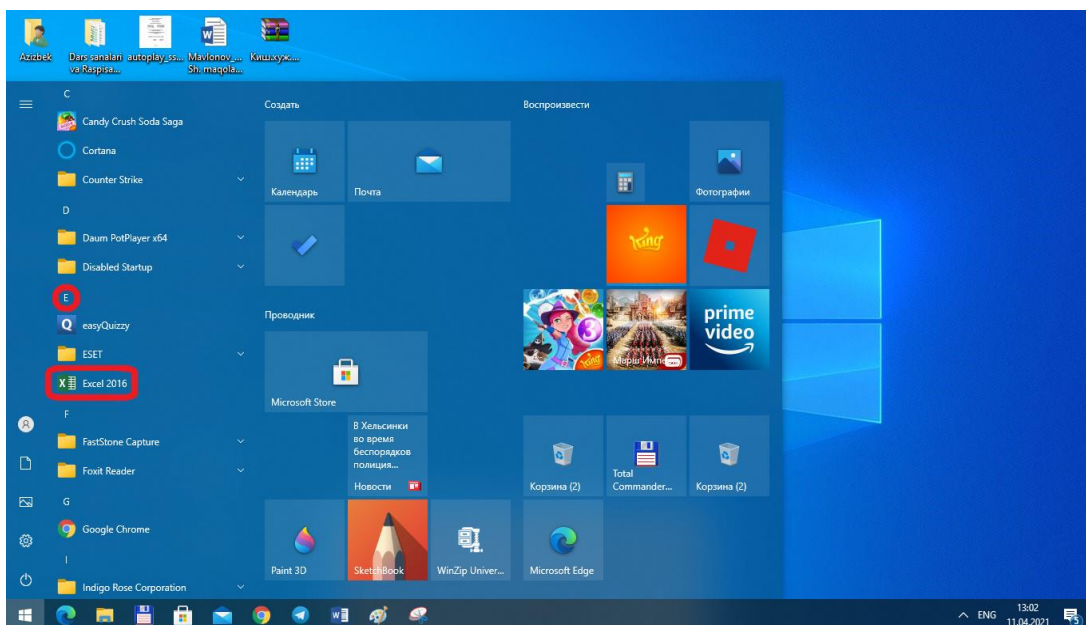 Azizbek
Dars sanalari
va Raspisa...
autoplay_ss...
Mavlonov_...
Sh. maqola...
Кишхуж...
C
Candy Crush Soda Saga
Cortana
Counter Strike
D
Daum PotPlayer x64
Disabled Startup
E
easyQuizzy
ESET
Excel 2016
F
FastStone Capture
Foxit Reader
G
Google Chrome
I
Indigo Rose Corporation
Создать
Календарь
Почта
Проводник
Microsoft Store
В Хельсинки
во время
беспорядков
полиция...
Новости
Paint 3D
SketchBook
WinZip Univer...
Воспроизвести
Фотографии
King
3
King
Марш Импе
prime
video
Корзина (2)
Total
Commander...
Корзина (2)
Microsoft Edge
ENG
13:02
11.04.2021
5